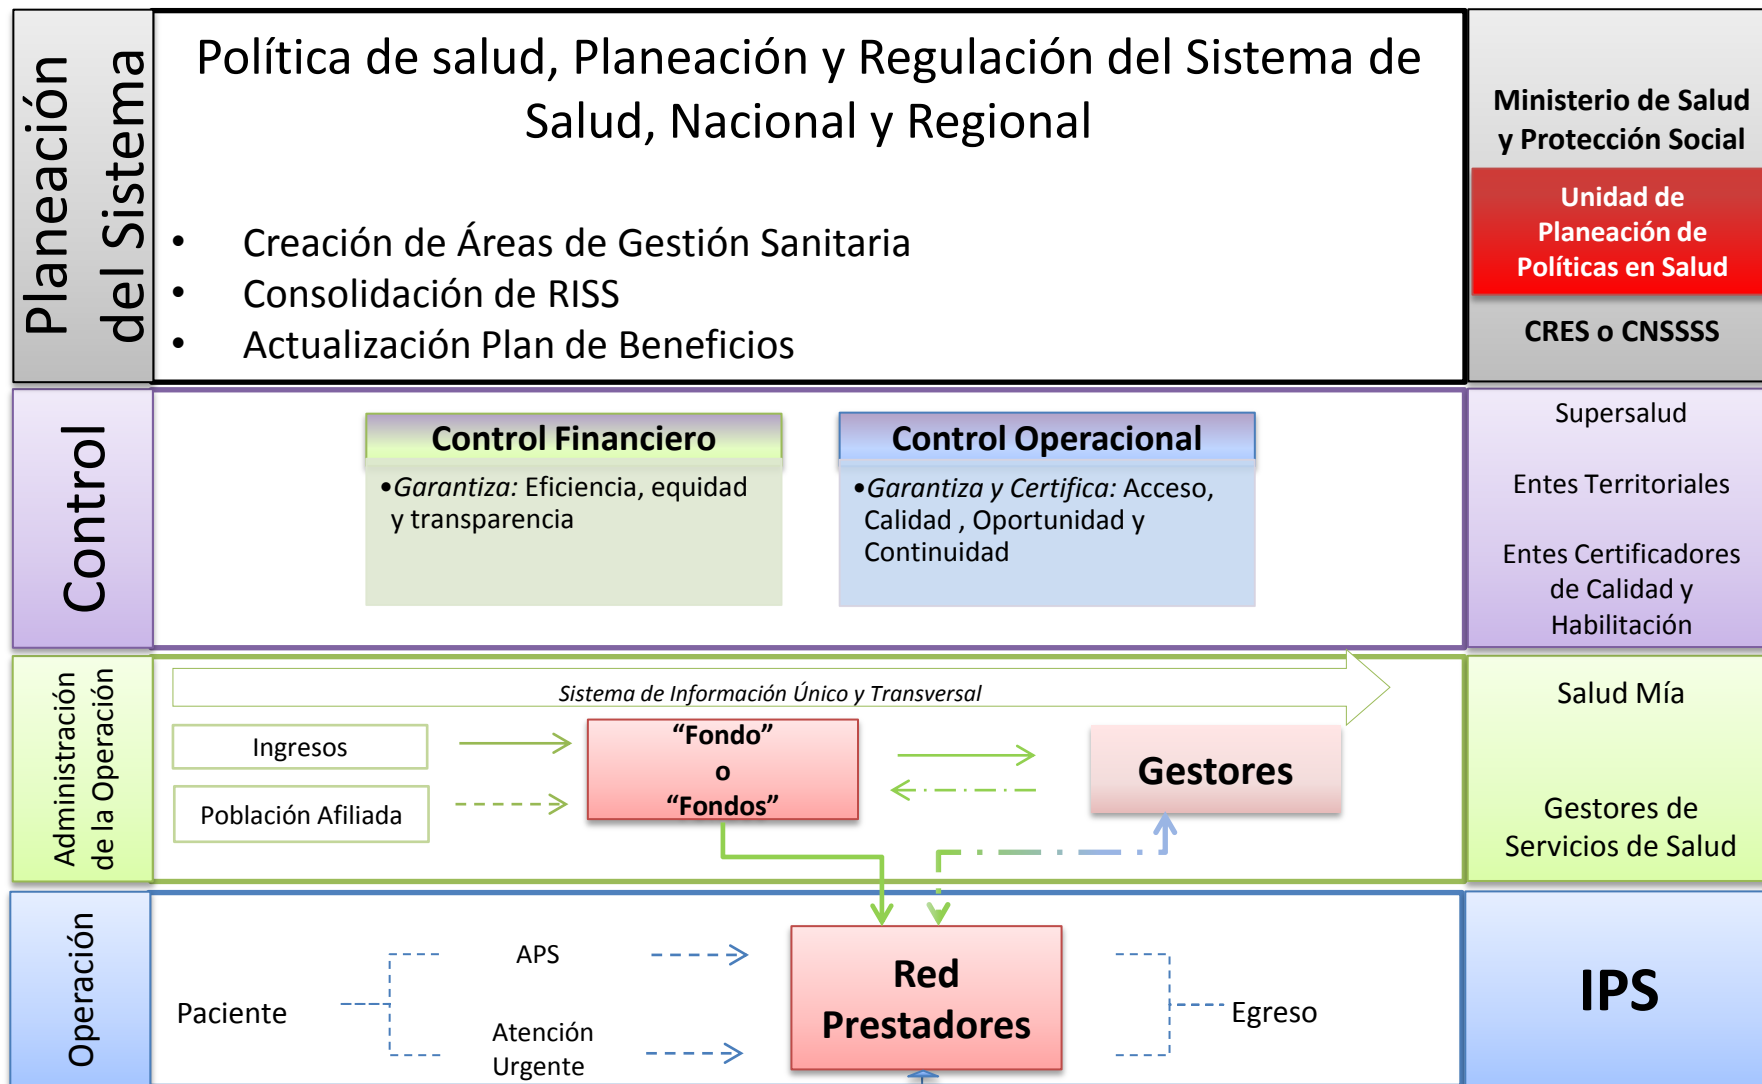 Planeación
del Sistema
Política de salud, Planeación y Regulación del Sistema de
Salud, Nacional y Regional
• Creación de Áreas de Gestión Sanitaria
• Consolidación de RISS
• Actualización Plan de Beneficios
Ministerio de Salud
y Protección Social
Unidad de
Planeación de
Políticas en Salud
CRES o CNSSSS
Control
Control Financiero
•Garantiza: Eficiencia, equidad
y transparencia
Control Operacional
•Garantiza y Certifica: Acceso,
Calidad , Oportunidad y
Continuidad
Supersalud
Entes Territoriales
Entes Certificadores
de Calidad y
Habilitación
Administración
de la Operación
Sistema de Información Único y Transversal
Ingresos
Población Afiliada
“Fondo”
o
“Fondos”
Gestores
Salud Mía
Gestores de
Servicios de Salud
Operación
Paciente
APS
Atención
Urgente
Red
Prestadores
Egreso
IPS